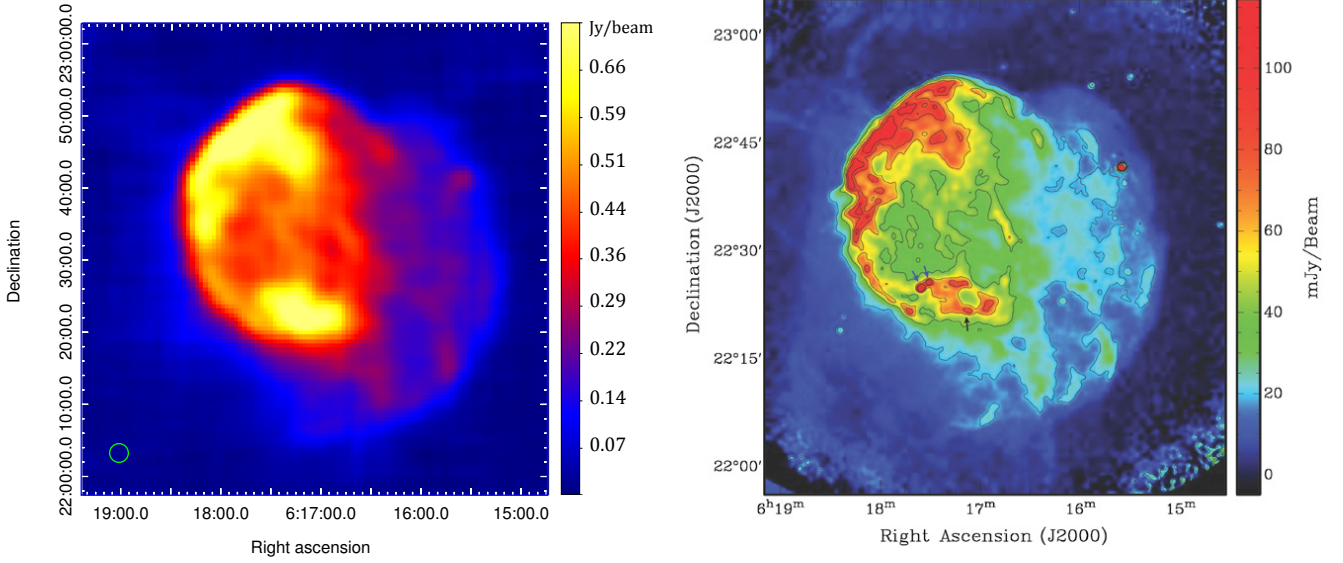 Jy/beam
0.66
0.59
0.51
0.44
0.36
0.29
0.22
0.14
0.07
Declination
23:00:00.0
50:00.0
40:00.0
30:00.0
20:00.0
10:00.0
22:00:00.0
19:00.0
18:00.0
6:17:00.0
16:00.0
15:00.0
Right ascension
Declination (J2000)
23°00′
22°45′
22°30′
22°15′
22°00′
6ʰ19ᵐ
18ᵐ
17ᵐ
16ᵐ
15ᵐ
Right Ascension (J2000)
100
80
60
40
20
0
mJy/Beam